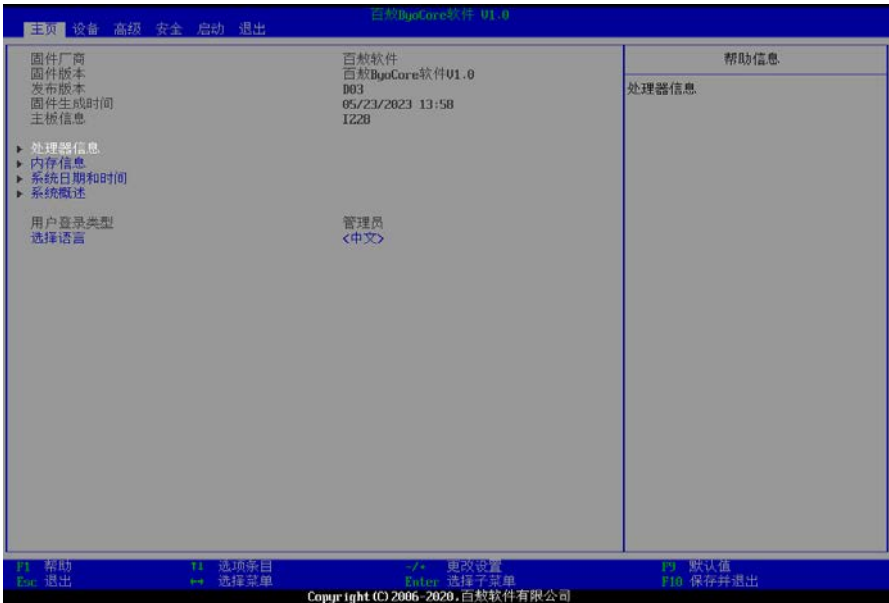 百敖ByoCore软件 V1.0
主页 设备 高级 安全 启动 退出
固件厂商 百敖软件
固件版本 百敖ByoCore软件V1.0
发布版本 D03
固件生成时间 05/23/2023 13:58
主板信息 I22B
处理器信息
内存信息
系统日期和时间
系统概述
用户登录类型 管理员
选择语言 <中文>
帮助信息
处理器信息
F1 帮助 ↑↓ 选项条目 -/+ 更改设置 F9 默认值
Esc 退出 ↔ 选择菜单 Enter 选择子菜单 F10 保存并退出
Copyright(C)2006-2020.百敖软件有限公司